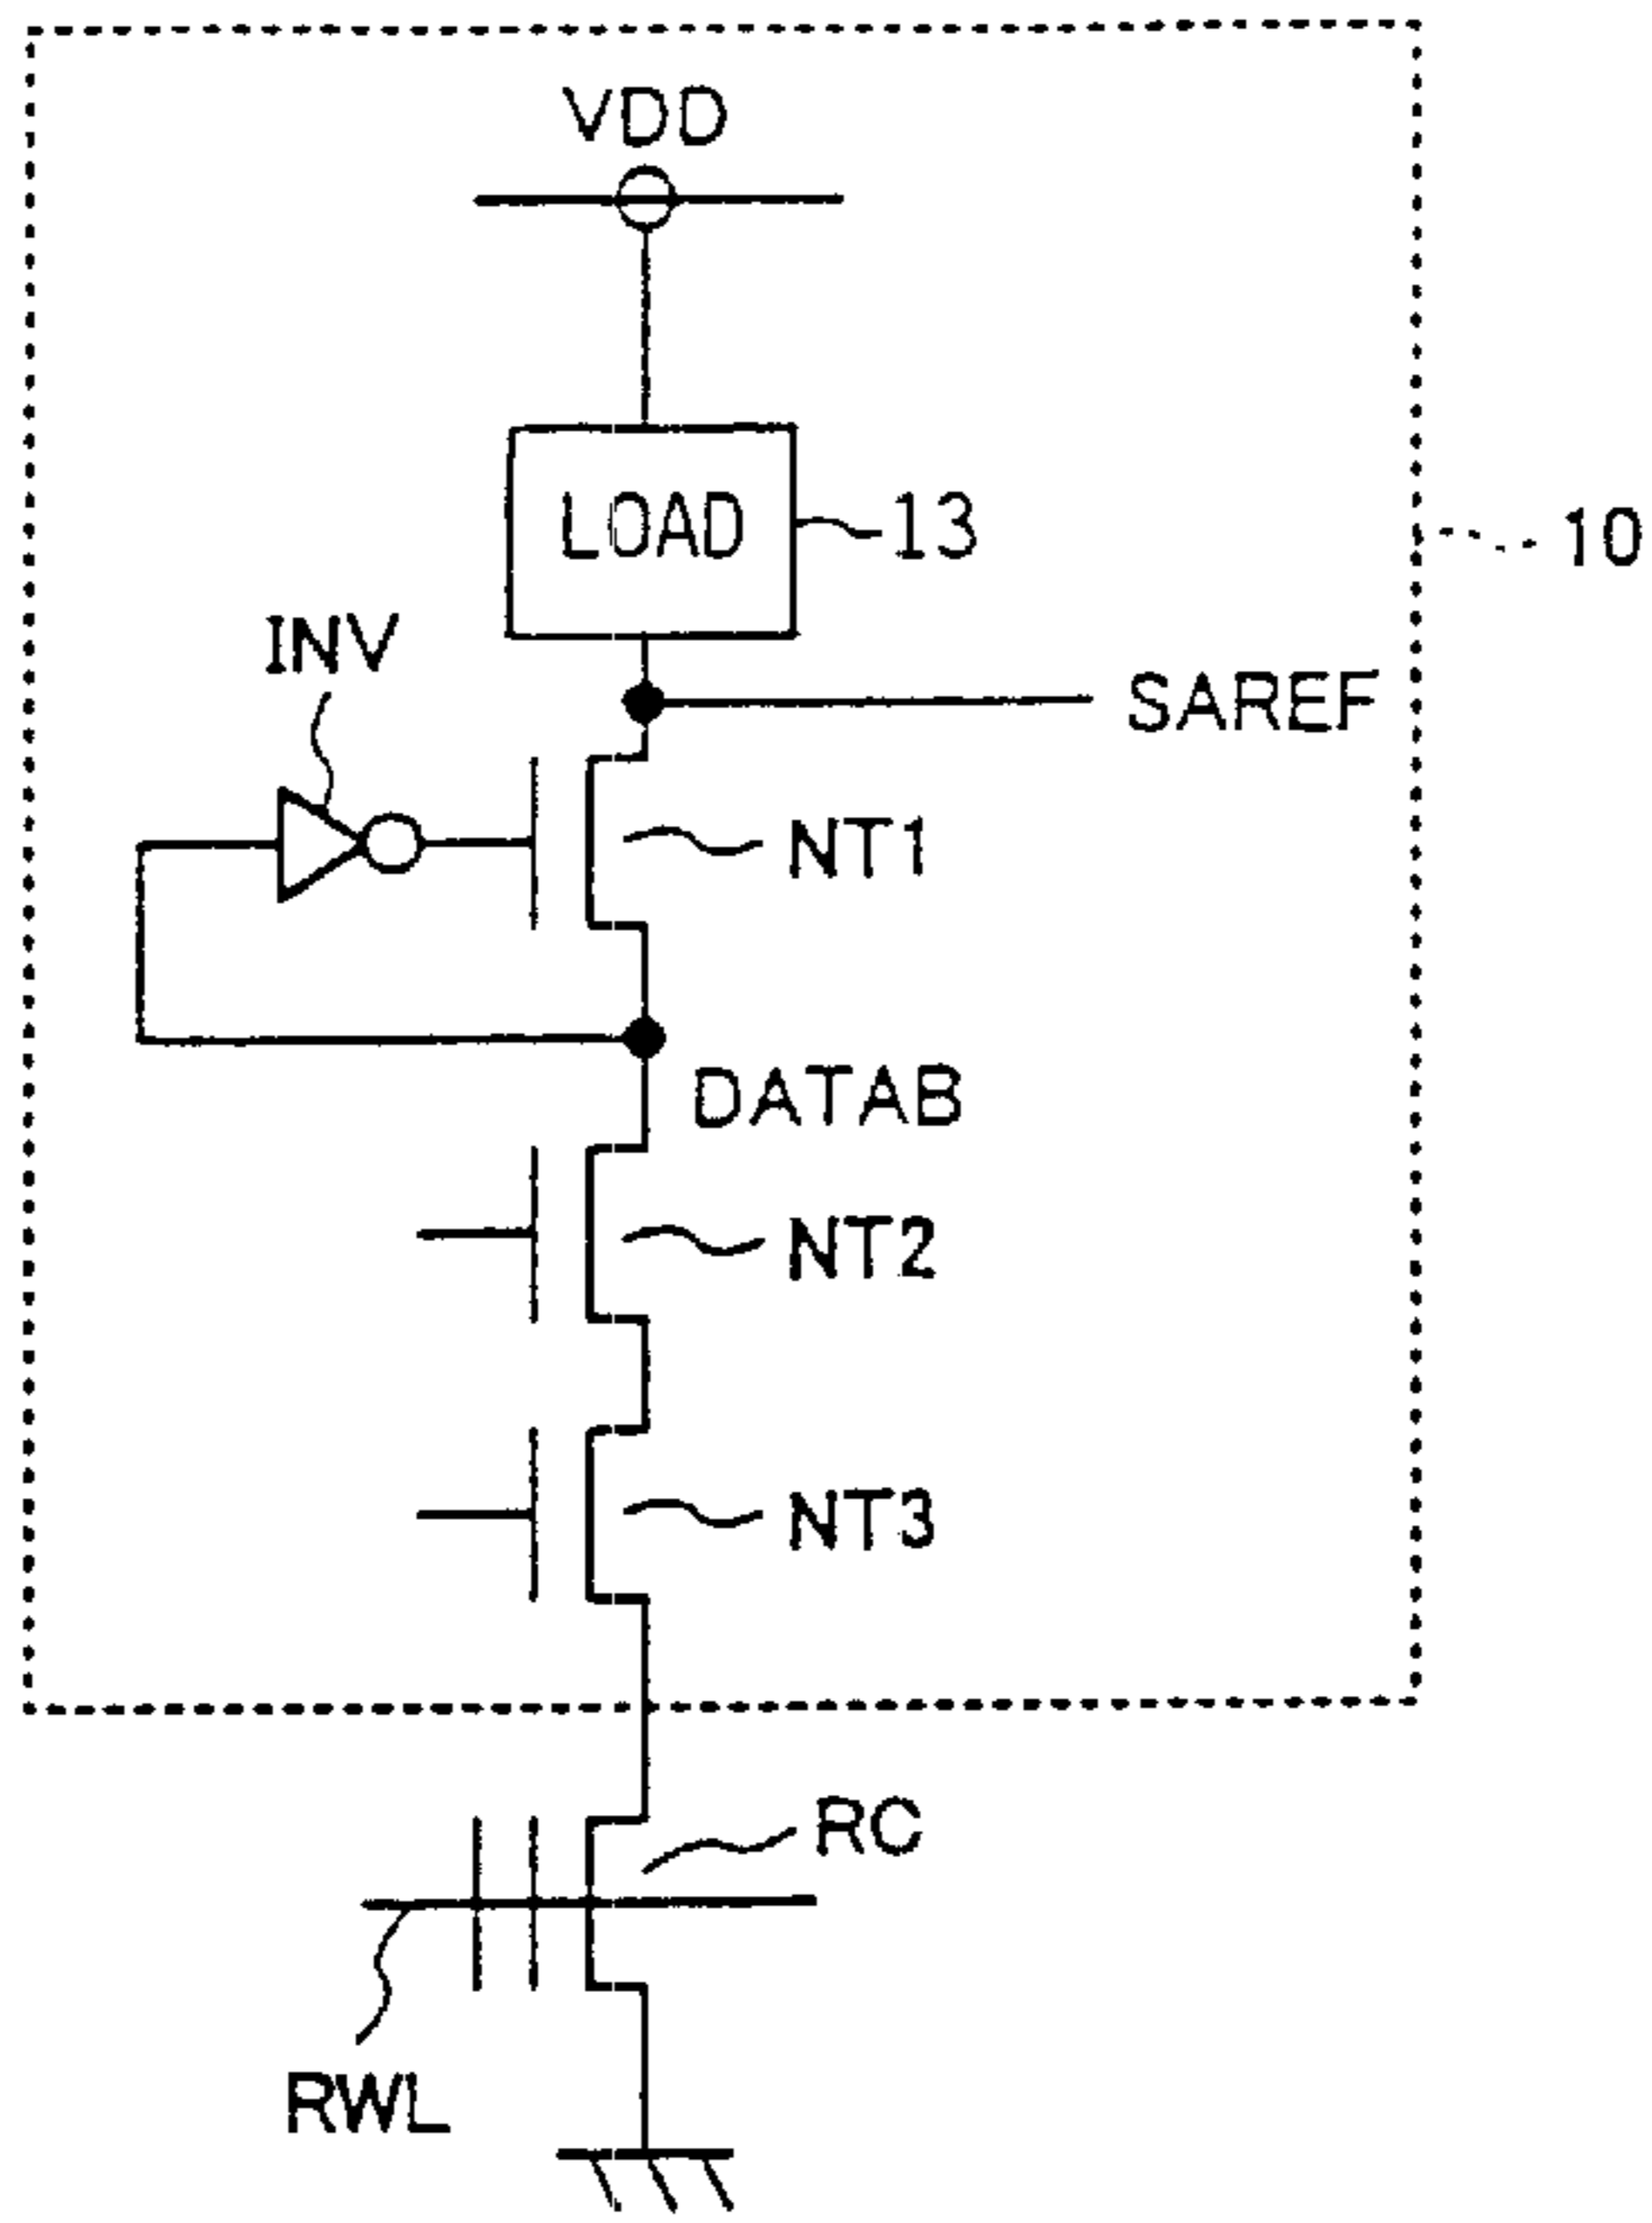 VDD
LOAD
13
10
INV
SAREF
NT1
DATAB
NT2
NT3
RC
RWL